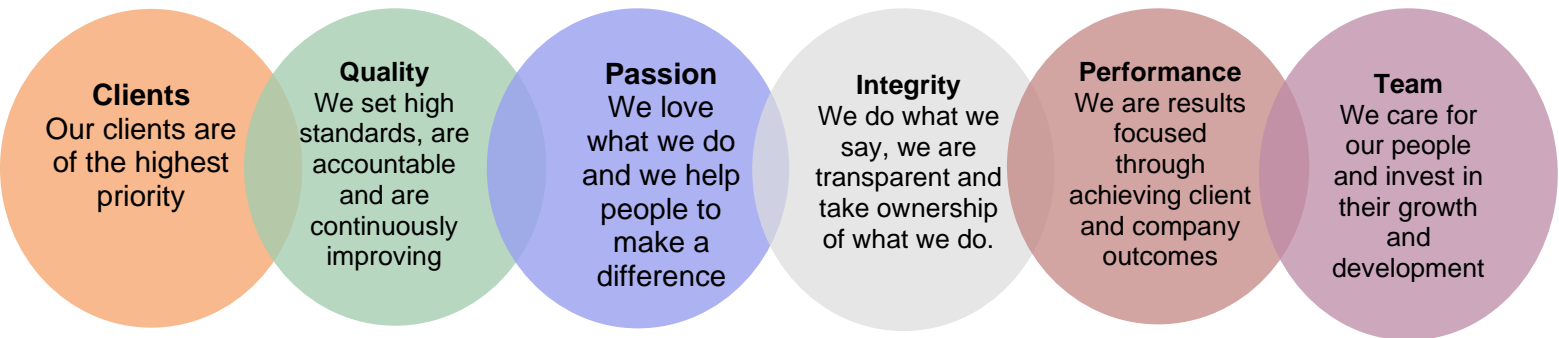 Clients
Our clients are
of the highest
priority
Quality
We set high
standards, are
accountable
and are
continuously
improving
Passion
We love
what we do
and we help
people to
make a
difference
Integrity
We do what we
say, we are
transparent and
take ownership
of what we do.
Performance
We are results
focused
through
achieving client
and company
outcomes
Team
We care for
our people
and invest in
their growth
and
development